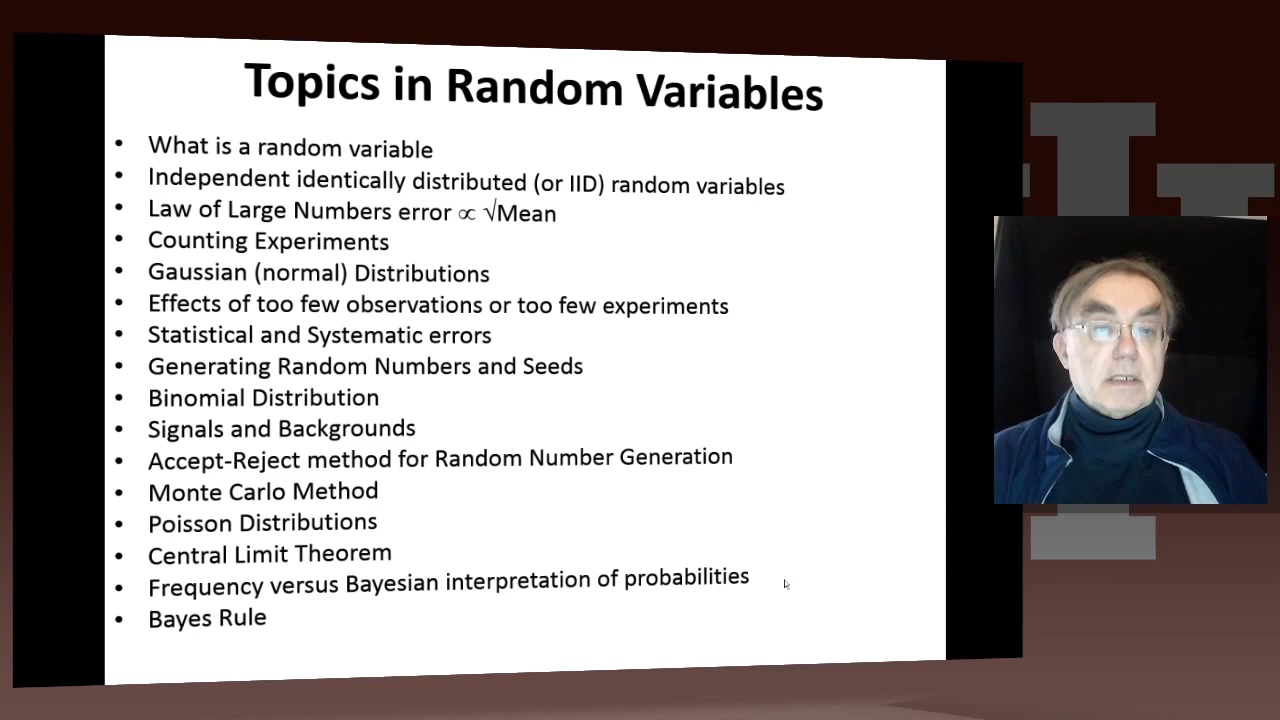 Topics in Random Variables
• What is a random variable
• Independent identically distributed (or IID) random variables
• Law of Large Numbers error ∝ √Mean
• Counting Experiments
• Gaussian (normal) Distributions
• Effects of too few observations or too few experiments
• Statistical and Systematic errors
• Generating Random Numbers and Seeds
• Binomial Distribution
• Signals and Backgrounds
• Accept-Reject method for Random Number Generation
• Monte Carlo Method
• Poisson Distributions
• Central Limit Theorem
• Frequency versus Bayesian interpretation of probabilities
• Bayes Rule